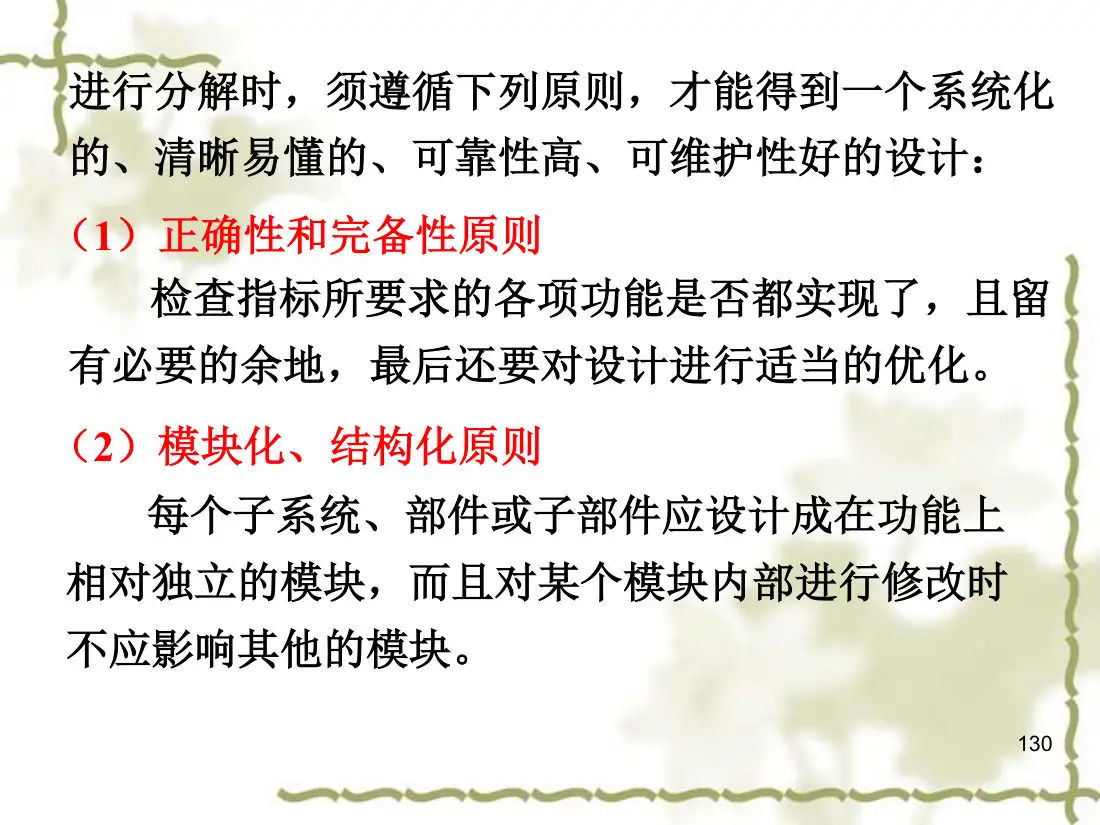 进行分解时，须遵循下列原则，才能得到一个系统化
的、清晰易懂的、可靠性高、可维护性好的设计：
（1）正确性和完备性原则
检查指标所要求的各项功能是否都实现了，且留
有必要的余地，最后还要对设计进行适当的优化。
（2）模块化、结构化原则
每个子系统、部件或子部件应设计成在功能上
相对独立的模块，而且对某个模块内部进行修改时
不应影响其他的模块。
130